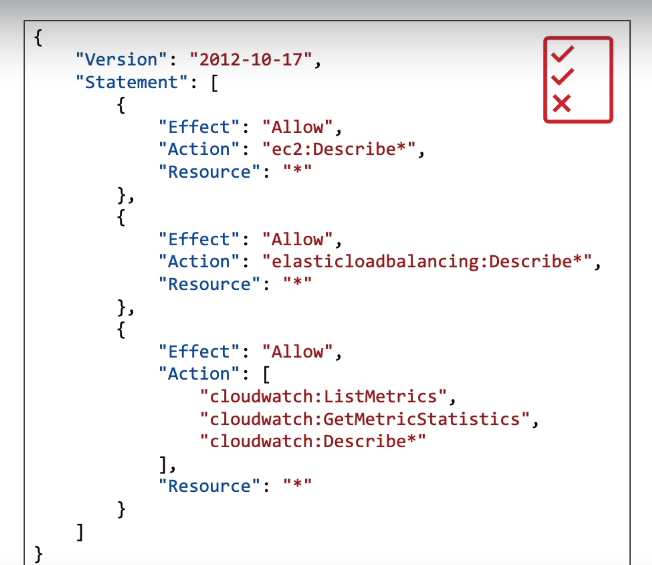 {
    "Version": "2012-10-17",
    "Statement": [
        {
            "Effect": "Allow",
            "Action": "ec2:Describe*",
            "Resource": "*"
        },
        {
            "Effect": "Allow",
            "Action": "elasticloadbalancing:Describe*",
            "Resource": "*"
        },
        {
            "Effect": "Allow",
            "Action": [
                "cloudwatch:ListMetrics",
                "cloudwatch:GetMetricStatistics",
                "cloudwatch:Describe*"
            ],
            "Resource": "*"
        }
    ]
}